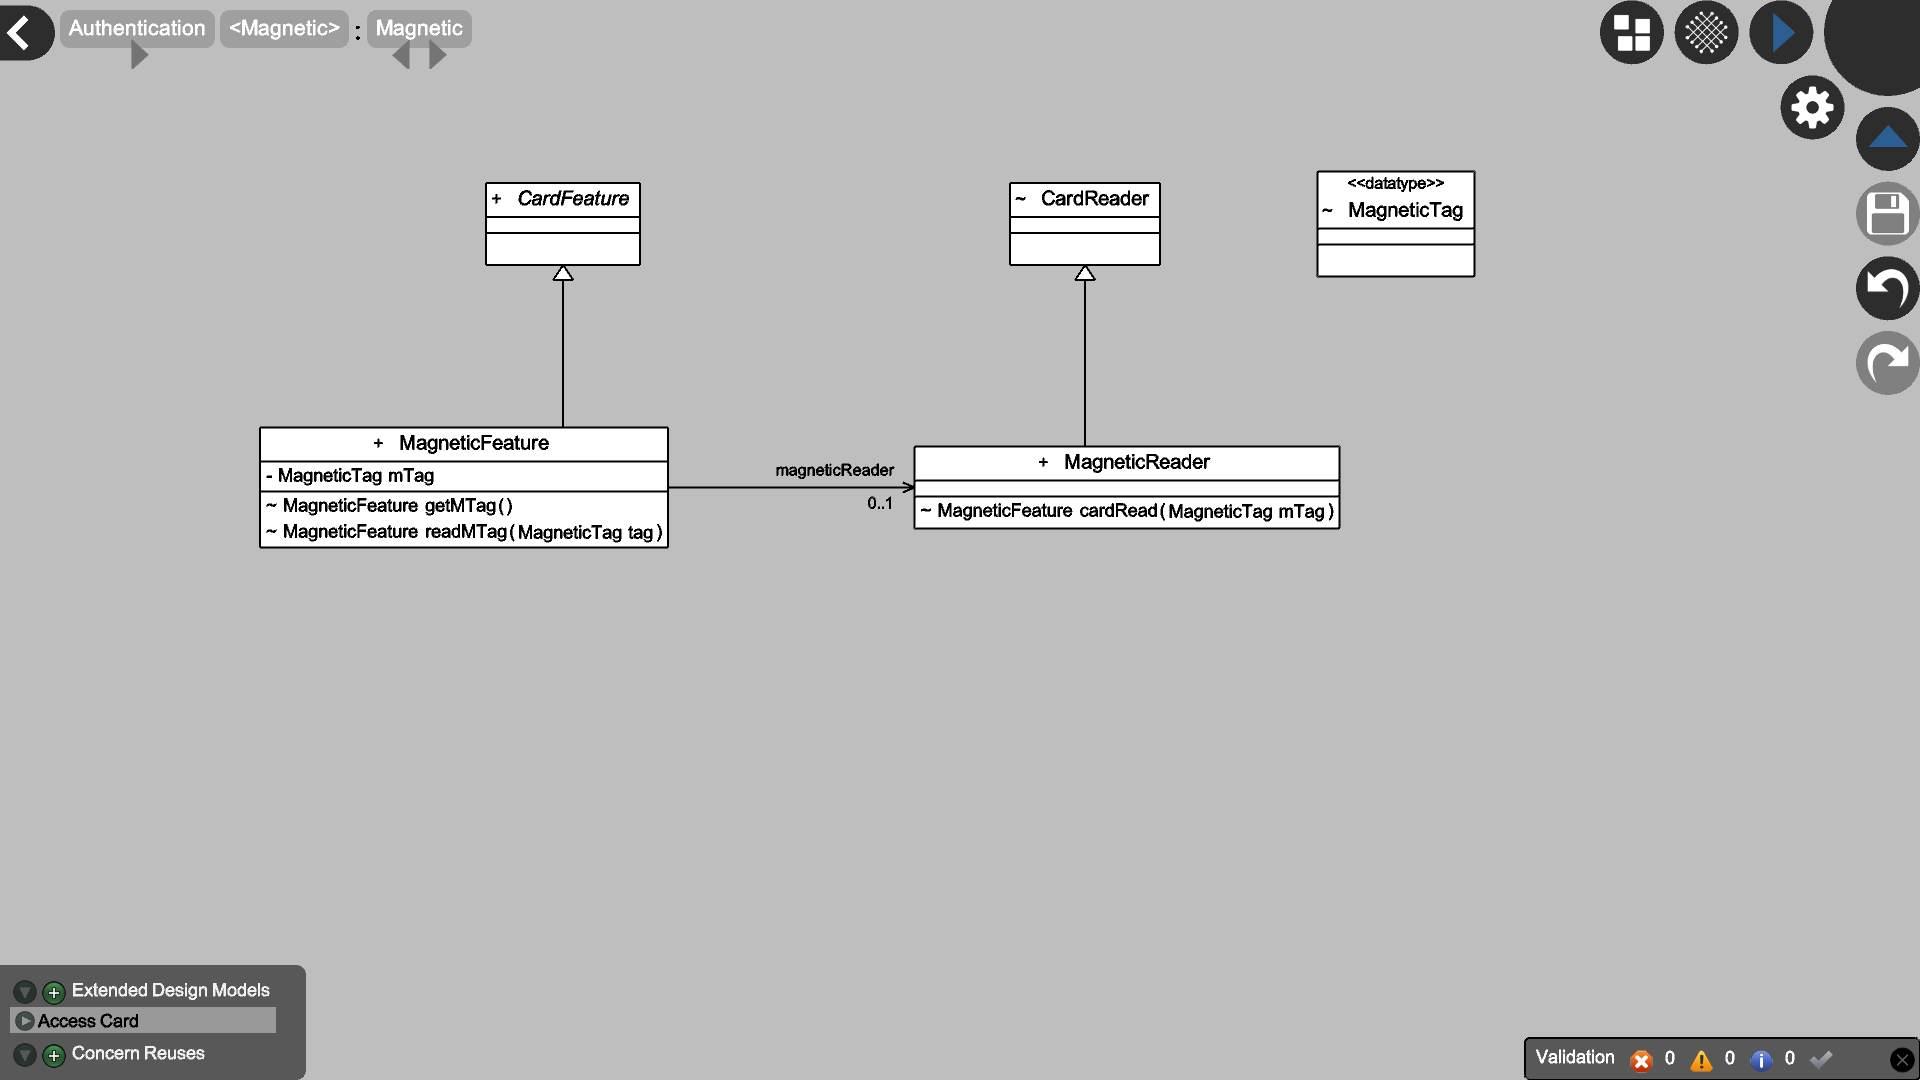 Authentication <Magnetic> : Magnetic
+ CardFeature
~ CardReader
<<datatype>>
~ MagneticTag
+ MagneticFeature
- MagneticTag mTag
~ MagneticFeature getMTag()
~ MagneticFeature readMTag(MagneticTag tag)
magneticReader
0..1
+ MagneticReader
~ MagneticFeature cardRead(MagneticTag mTag)
Extended Design Models
Access Card
Concern Reuses
Validation 0 0 0